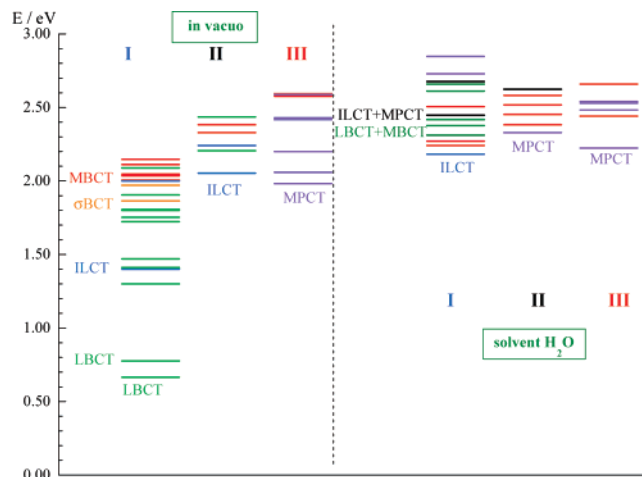 E / eV
in vacuo
I
II
III
3.00
2.50
2.00
1.50
1.00
0.50
0.00
MBCT
σBCT
ILCT
LBCT
LBCT
ILCT
MPCT
ILCT+MPCT
LBCT+MBCT
ILCT
MPCT
MPCT
I
II
III
solvent H₂O